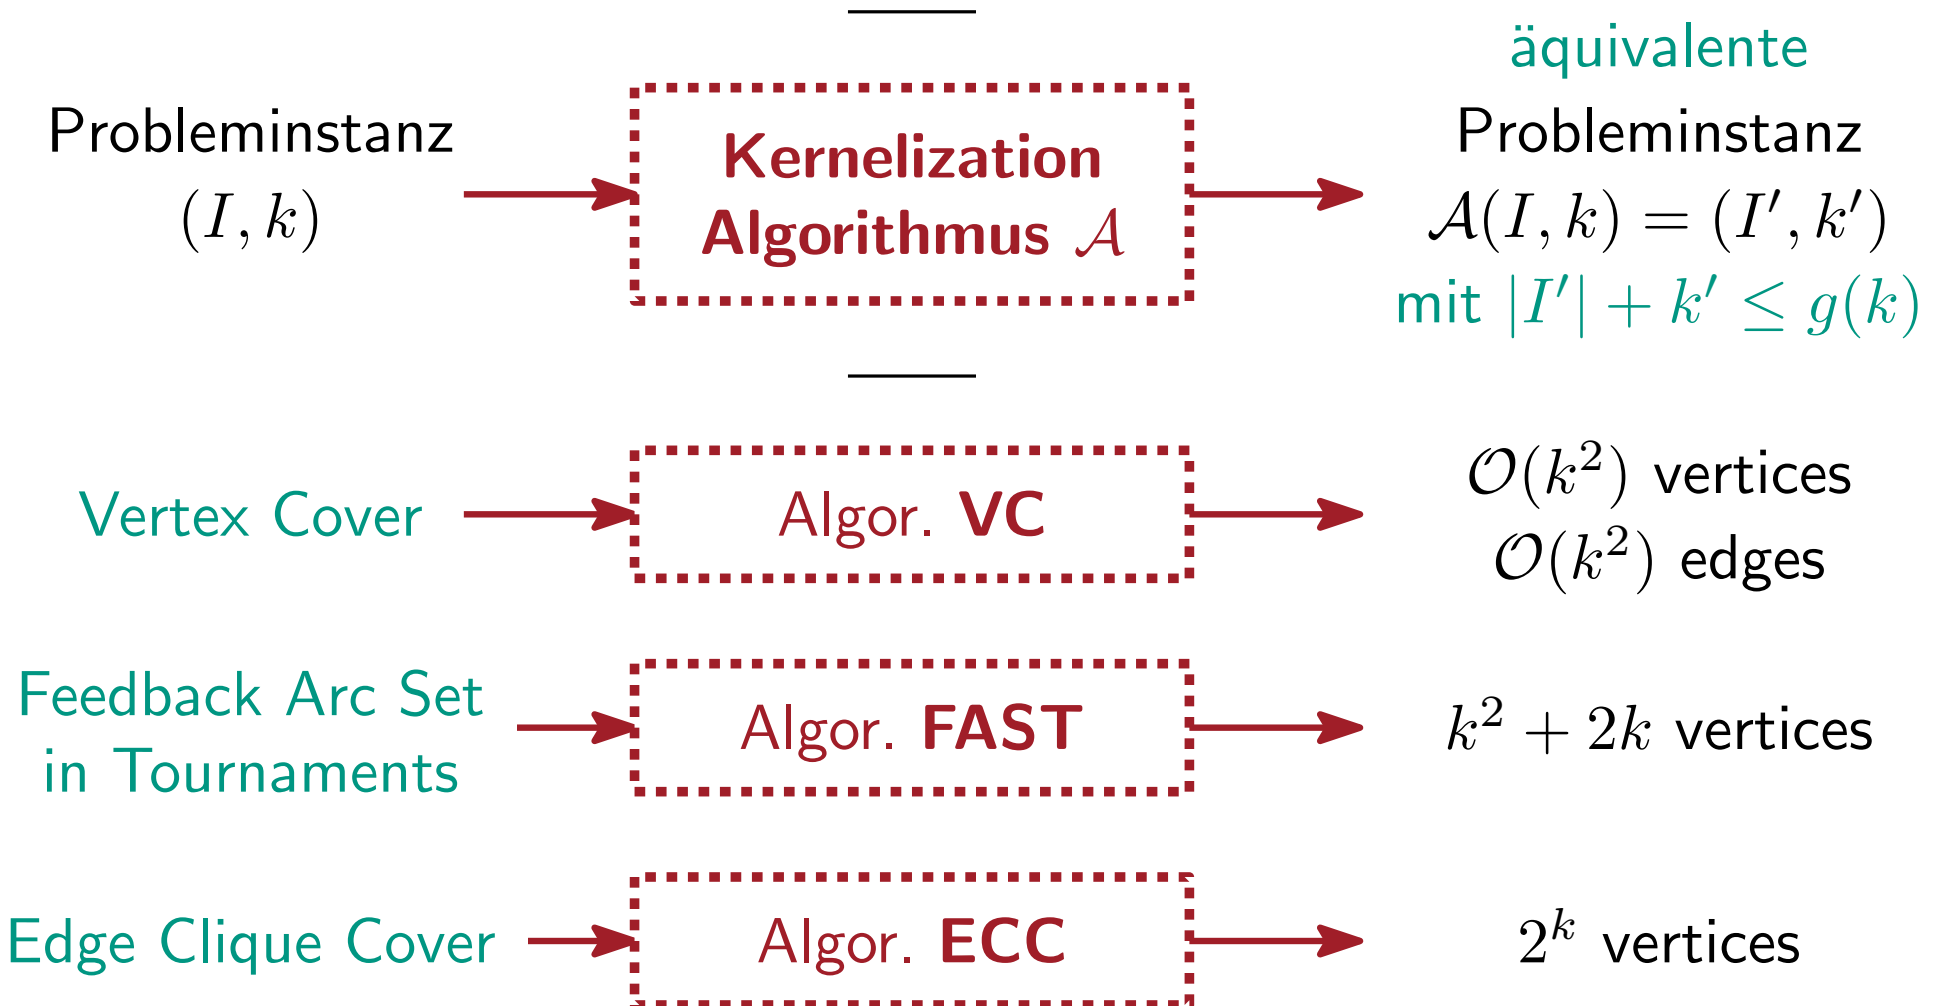 äquivalente
Probleminstanz
(I, k)
Kernelization
Algorithmus 𝒜
Probleminstanz
𝒜(I, k) = (I′, k′)
mit |I′| + k′ ≤ g(k)
Vertex Cover
Algor. VC
𝒪(k²) vertices
𝒪(k²) edges
Feedback Arc Set
in Tournaments
Algor. FAST
k² + 2k vertices
Edge Clique Cover
Algor. ECC
2ᵏ vertices